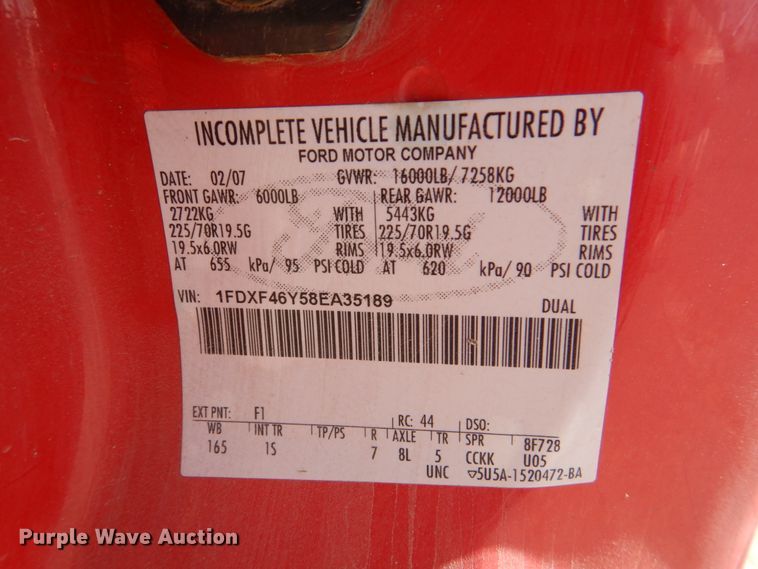 INCOMPLETE VEHICLE MANUFACTURED BY
FORD MOTOR COMPANY
DATE: 02/07 GVWR: 16000LB/ 7258KG
FRONT GAWR: 6000LB REAR GAWR: 12000LB
2722KG WITH 5443KG WITH
225/70R19.5G TIRES 225/70R19.5G TIRES
19.5x6.0RW RIMS 19.5x6.0RW RIMS
AT 655 kPa/ 95 PSI COLD AT 620 kPa/ 90 PSI COLD
VIN: 1FDXF46Y58EA35189 DUAL
EXT PNT: F1 RC: 44 DSO:
WB INT TR TP/PS R AXLE TR SPR 8F728
165 1S 7 8L 5 CCKK U05
UNC ▽5U5A-1520472-BA
Purple Wave Auction